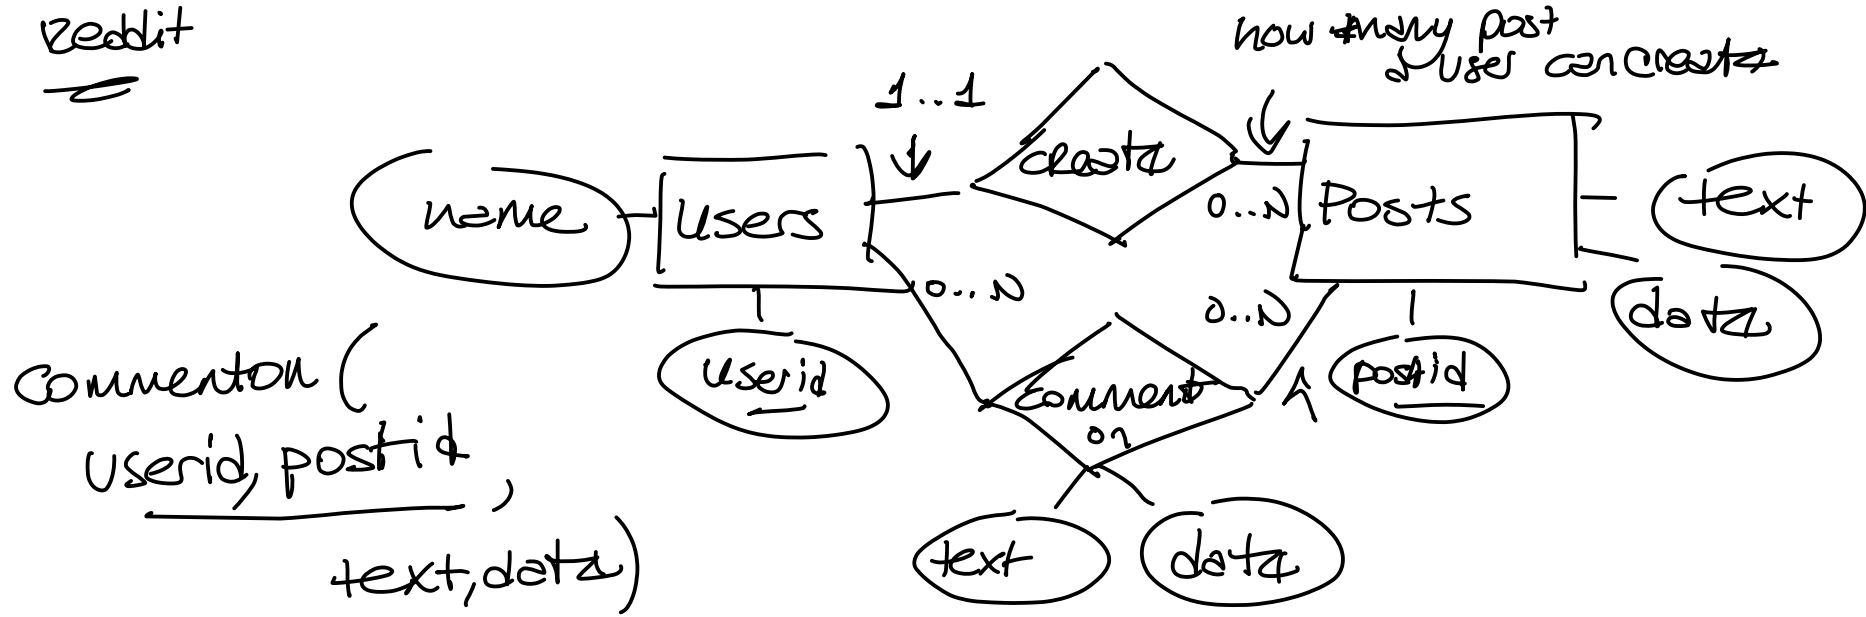 reddit
how many post
a user can create
1..1
create
name
Users
0..N
Posts
text
date
0..N
0..N
userid
comment
on
postid
commenton (
userid, postid,
text, date)
text
date